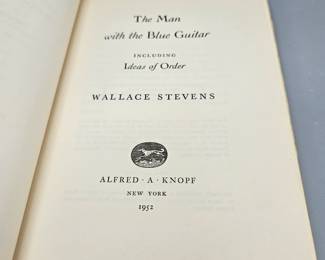 The Man
with the Blue Guitar
INCLUDING
Ideas of Order
WALLACE STEVENS
ALFRED · A · KNOPF
NEW YORK
1952